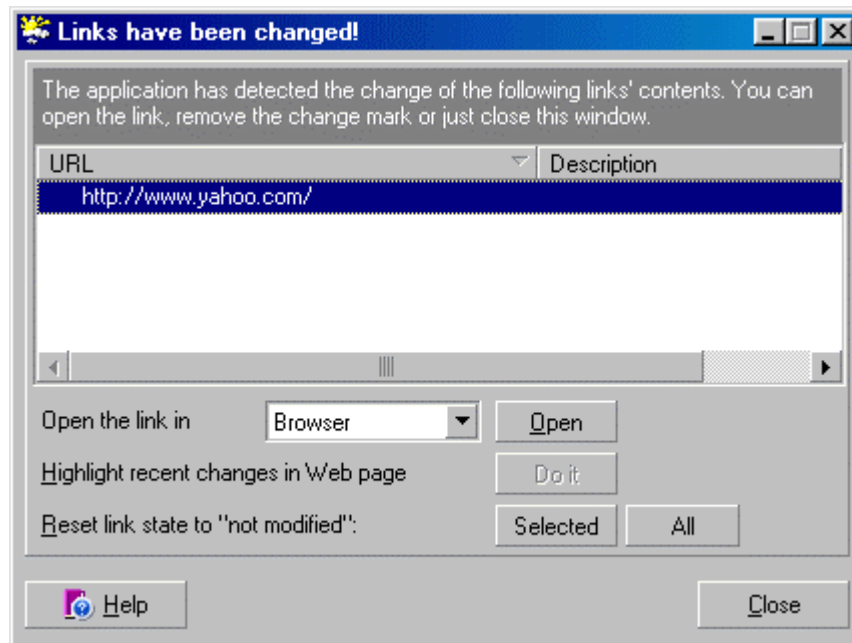 Links have been changed!
The application has detected the change of the following links' contents. You can
open the link, remove the change mark or just close this window.
URL Description
http://www.yahoo.com/
Open the link in Browser Open
Highlight recent changes in Web page Do it
Reset link state to "not modified": Selected All
Help Close